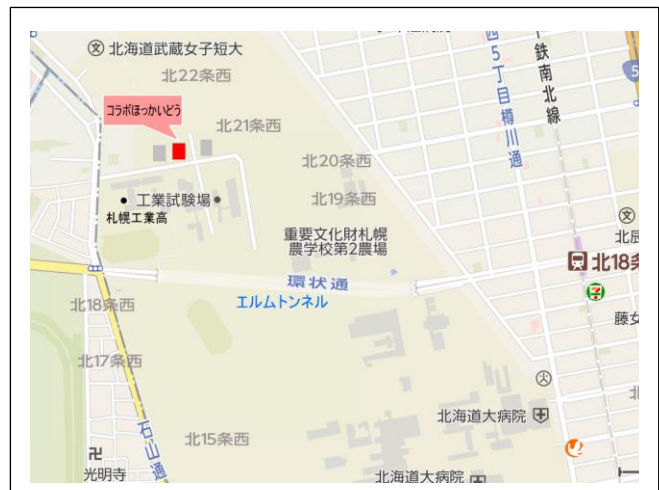 北海道武蔵女子短大
北22条西
コラボほっかいどう
北21条西
西5丁目樽川通
鉄南北線
5
北20条西
工業試験場
札幌工業高
北19条西
重要文化財札幌
農学校第2農場
北辰
北18条
環状通
エルムトンネル
北18条西
藤女
北17条西
北海道大病院
北15条西
石山通
光明寺
北海道大病院